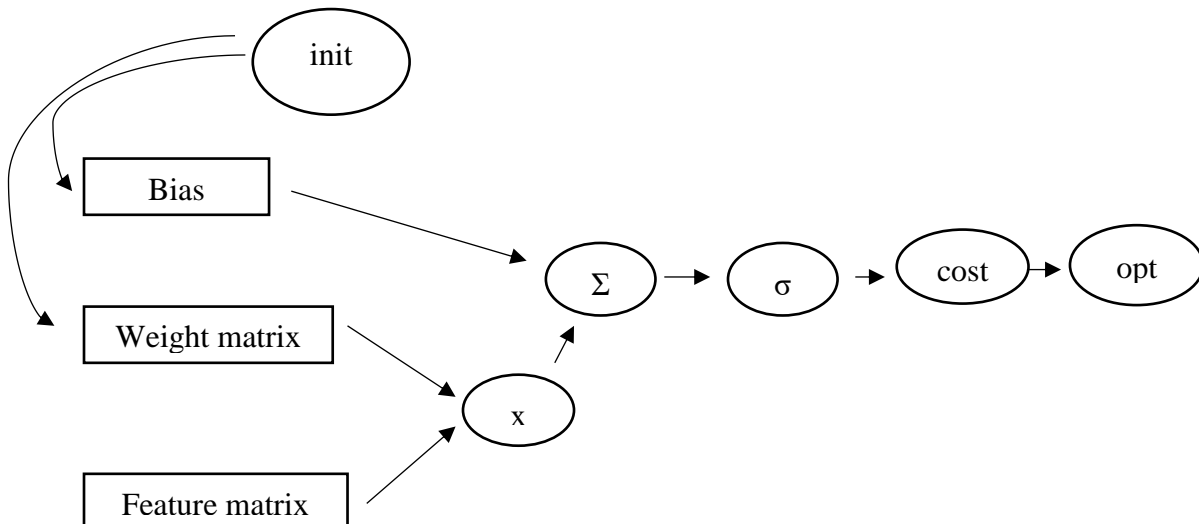 init
Bias
Σ
σ
cost
opt
Weight matrix
x
Feature matrix